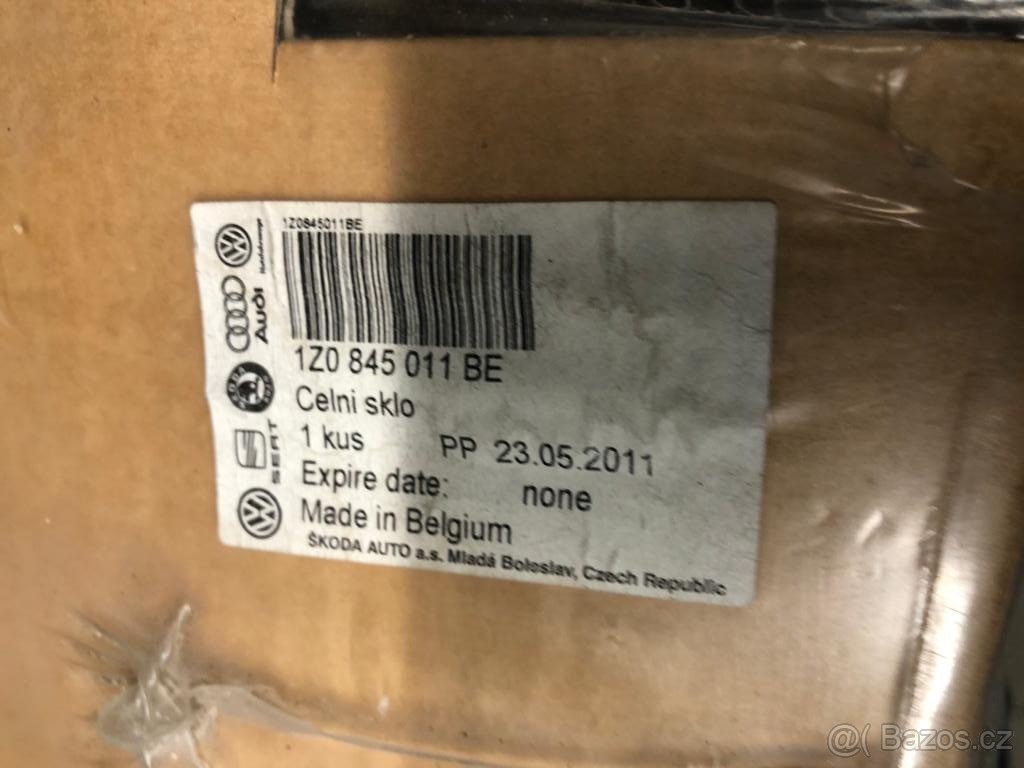 1Z0845011BE
AUDI
SEAT
1Z0 845 011 BE
Celni sklo
1 kus PP 23.05.2011
Expire date: none
Made in Belgium
ŠKODA AUTO a.s. Mladá Boleslav, Czech Republic
@( Bazos.cz